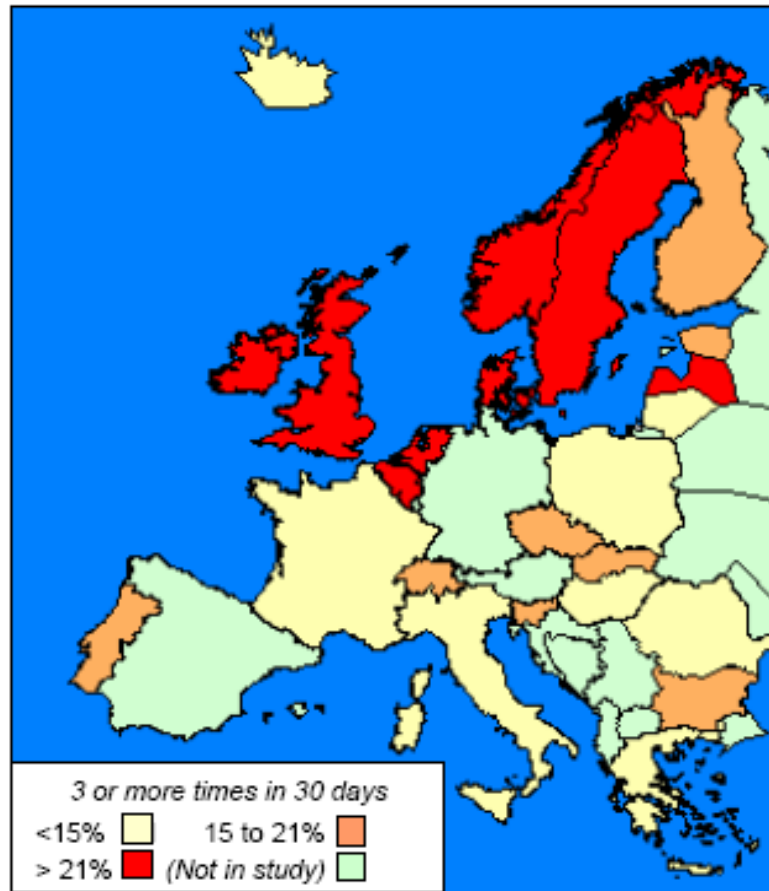 3 or more times in 30 days
<15% 15 to 21%
> 21% (Not in study)